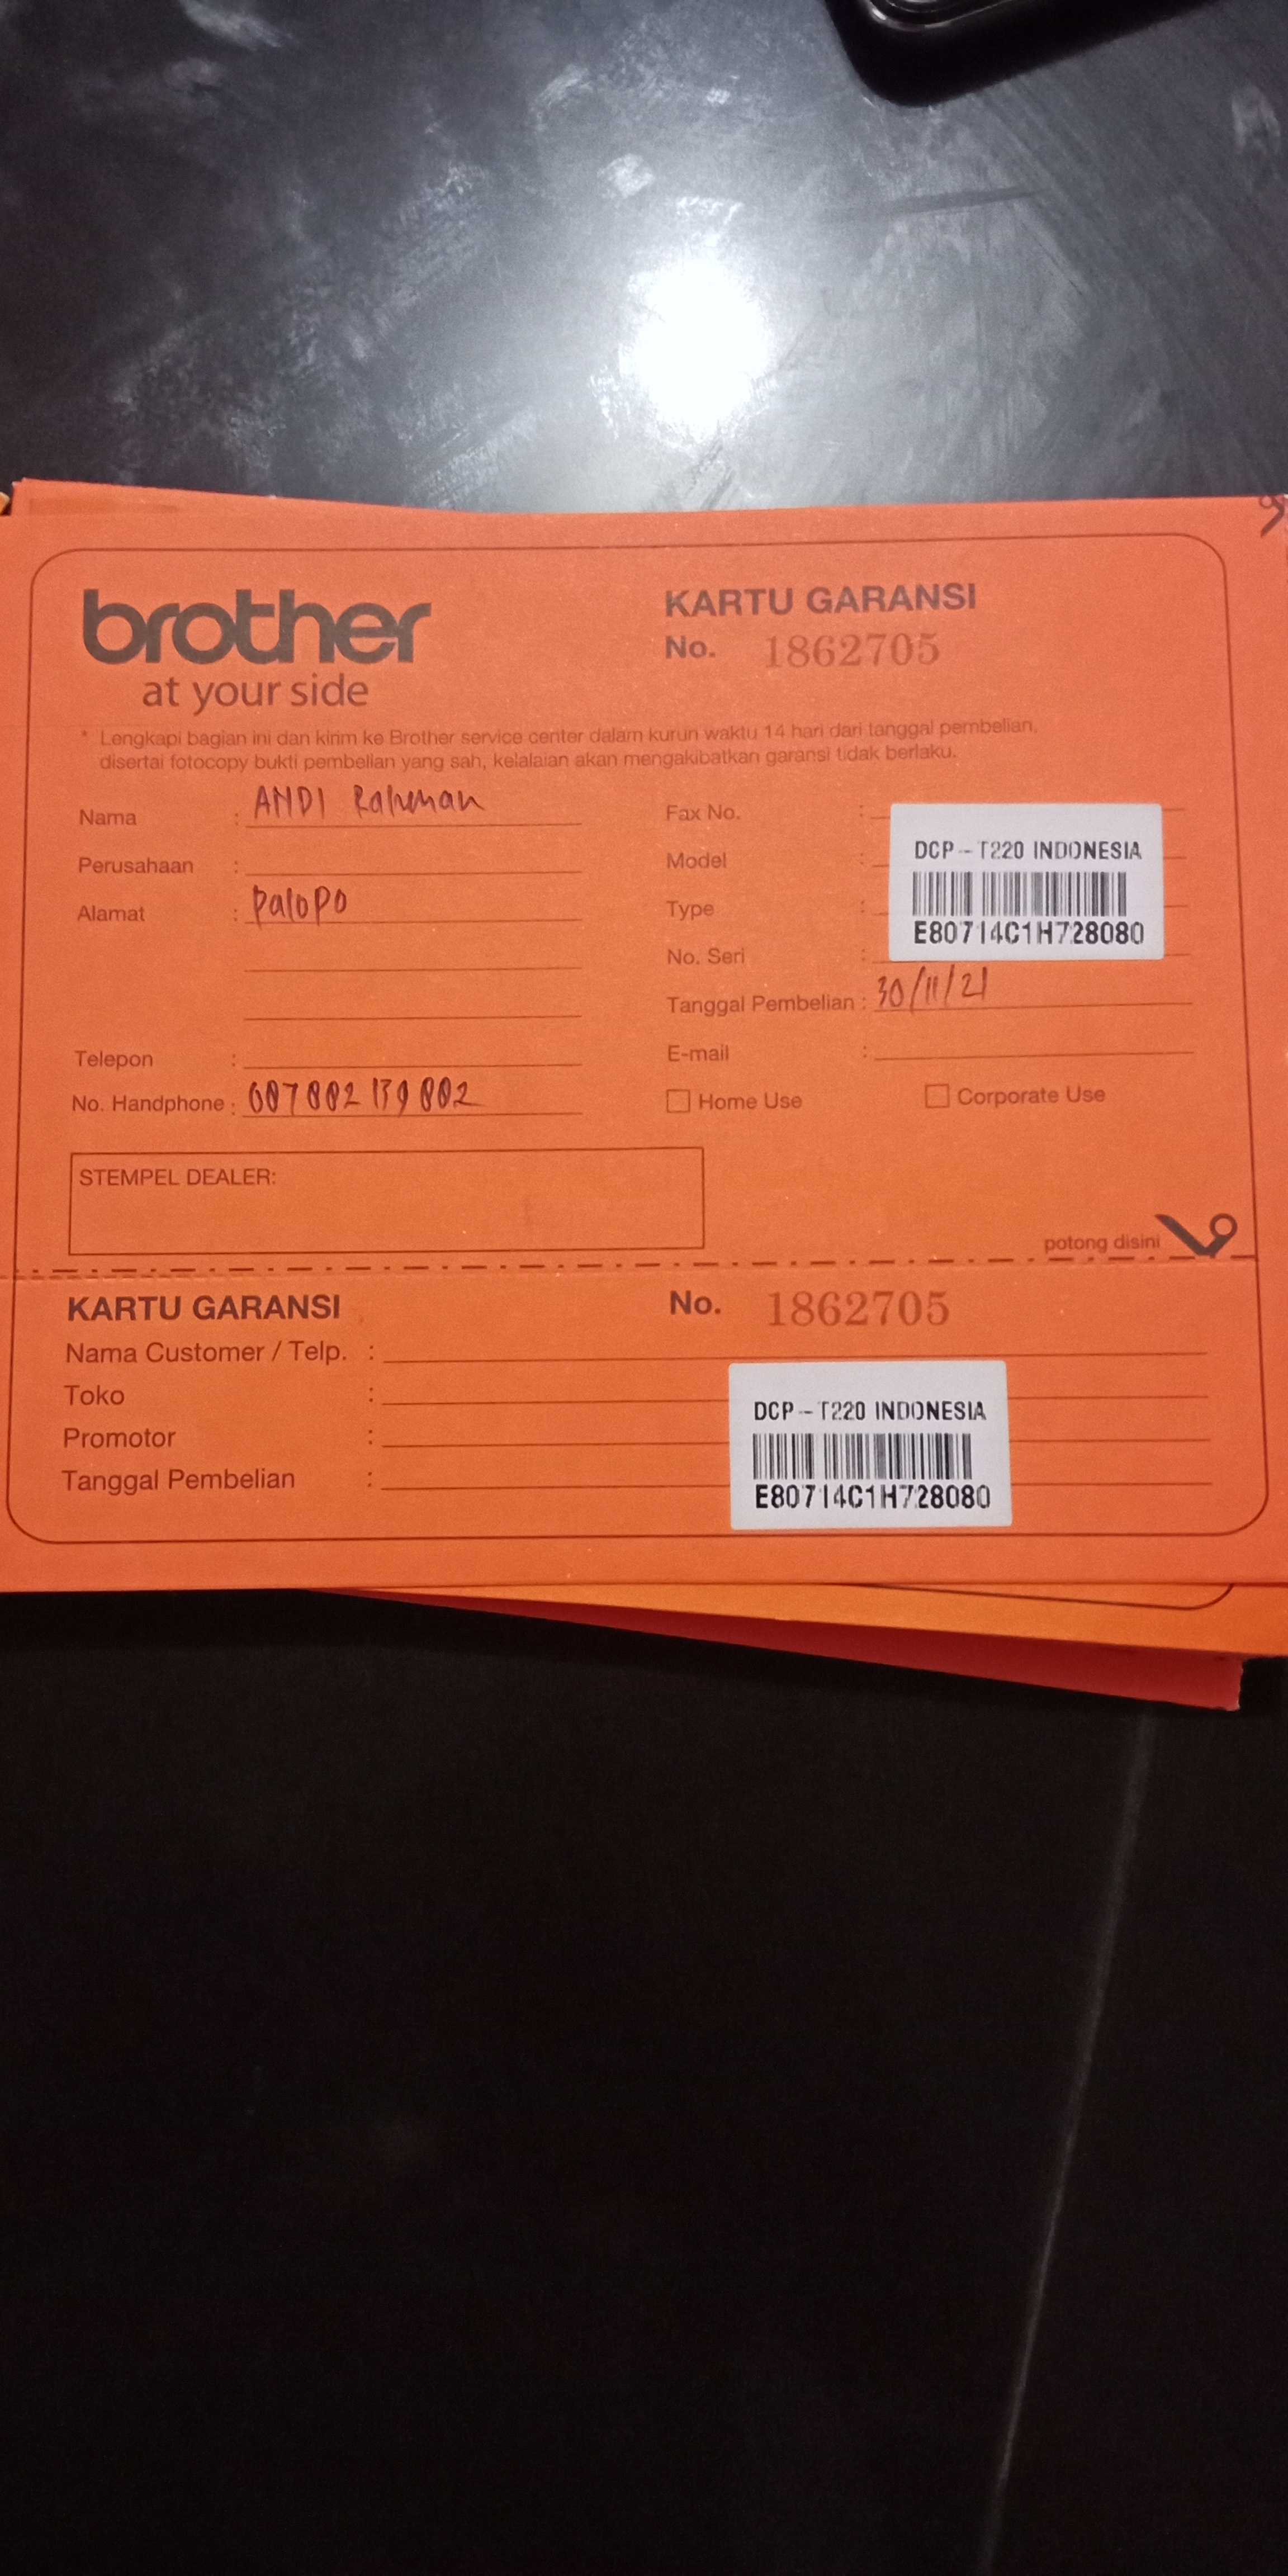 brother
at your side
KARTU GARANSI
No. 1862705
* Lengkapi bagian ini dan kirim ke Brother service center dalam kurun waktu 14 hari dari tanggal pembelian,
disertai fotocopy bukti pembelian yang sah, kelalaian akan mengakibatkan garansi tidak berlaku.
Nama : ANDI Rahman
Perusahaan :
Alamat : Palopo
Telepon :
No. Handphone :
Fax No. :
Model :
Type :
No. Seri :
DCP-T220 INDONESIA
E80714C1H728080
Tanggal Pembelian : 30/11/21
E-mail :
Home Use
Corporate Use
STEMPEL DEALER:
potong disini
KARTU GARANSI
No. 1862705
Nama Customer / Telp. :
Toko :
Promotor :
Tanggal Pembelian :
DCP-T220 INDONESIA
E80714C1H728080